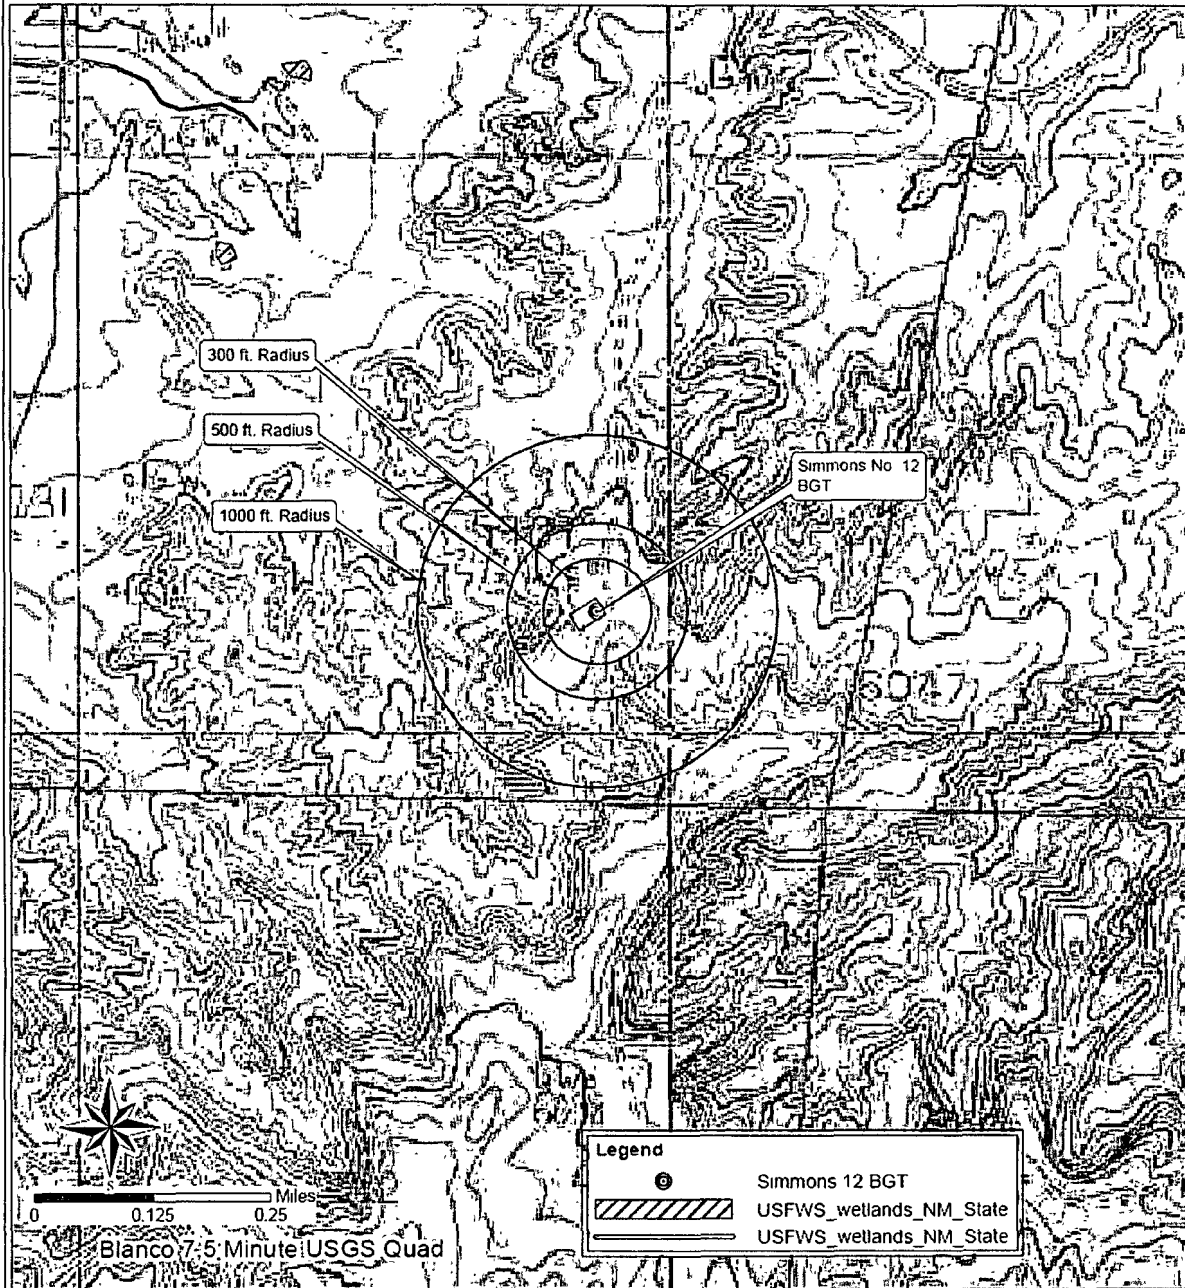 300 ft. Radius
500 ft. Radius
1000 ft. Radius
Simmons No 12
BGT
Legend
Simmons 12 BGT
USFWS_wetlands_NM_State
USFWS_wetlands_NM_State
N
S
Miles
0 0.125 0.25
Blanco 7.5 Minute USGS Quad